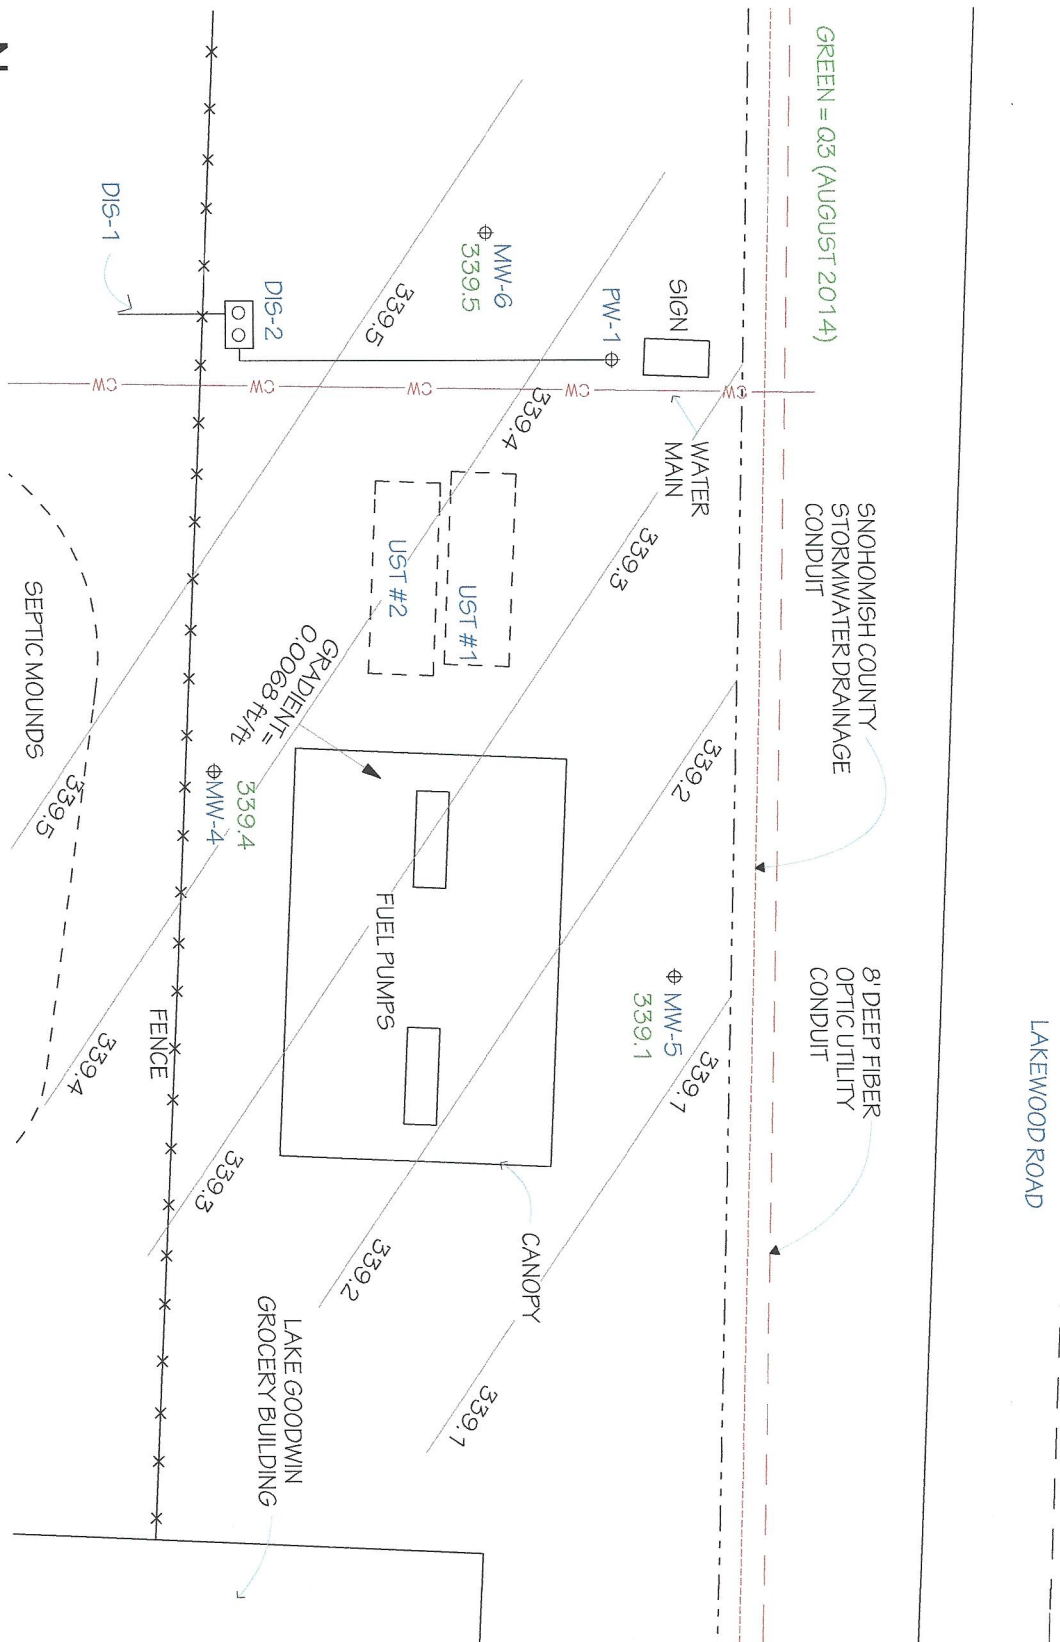 LAKEWOOD ROAD
GREEN = Q3 (AUGUST 2014)
SNOHOMISH COUNTY
STORMWATER DRAINAGE
CONDUIT
8' DEEP FIBER
OPTIC UTILITY
CONDUIT
SIGN
WATER
MAIN
PW-1
MW-6
339.5
339.5
339.4
339.3
339.2
MW-5
339.1
339.1
CW
CW
CW
CW
CW
DIS-2
DIS-1
UST #1
UST #2
GRADIENT=
0.0068 ft/ft
FUEL PUMPS
CANOPY
339.4
MW-4
339.1
339.2
339.3
339.4
339.5
FENCE
SEPTIC MOUNDS
LAKE GOODWIN
GROCERY BUILDING
N